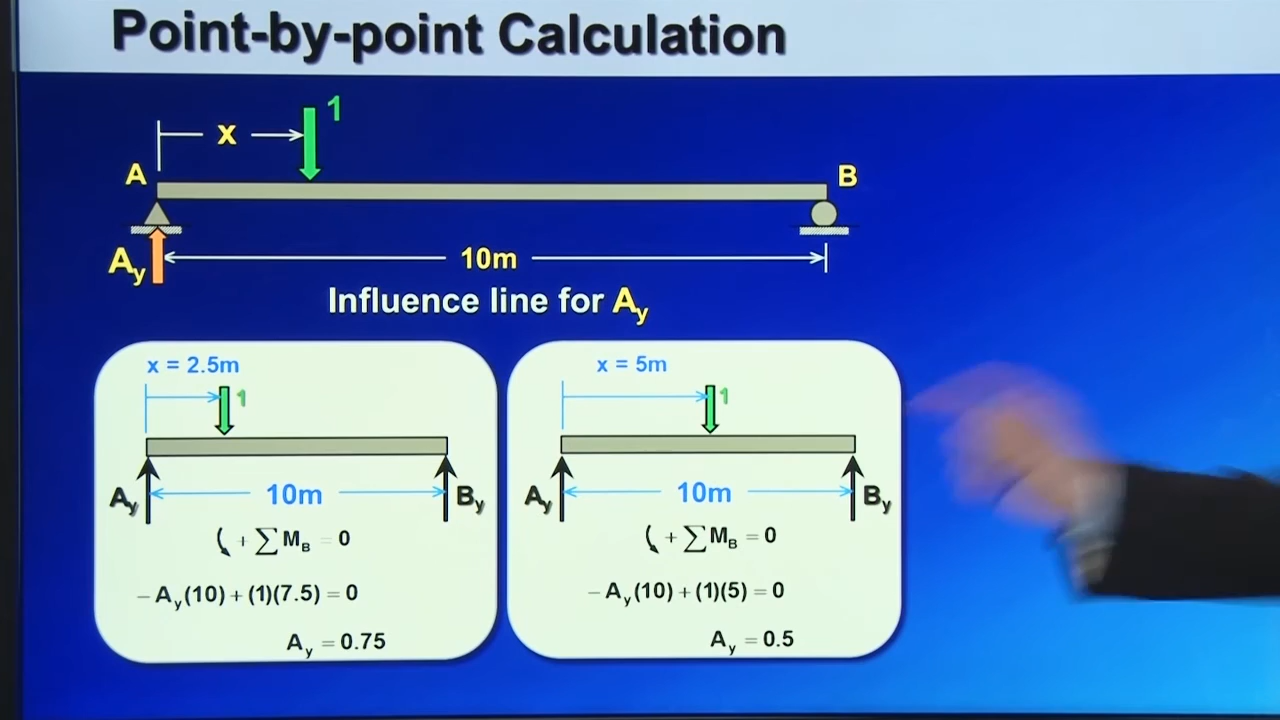 Point-by-point Calculation
1
x
A
B
Ay
10m
Influence line for Ay
x = 2.5m
1
Ay
10m
By
+ ∑MB = 0
−Ay(10) + (1)(7.5) = 0
Ay = 0.75
x = 5m
1
Ay
10m
By
+ ∑MB = 0
−Ay(10) + (1)(5) = 0
Ay = 0.5